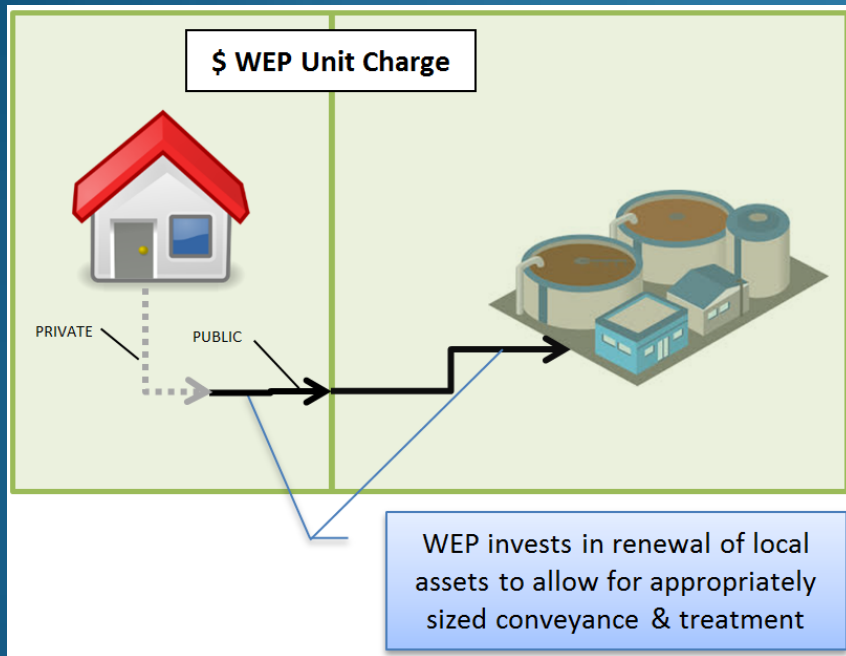 $ WEP Unit Charge
PRIVATE
PUBLIC
WEP invests in renewal of local
assets to allow for appropriately
sized conveyance & treatment